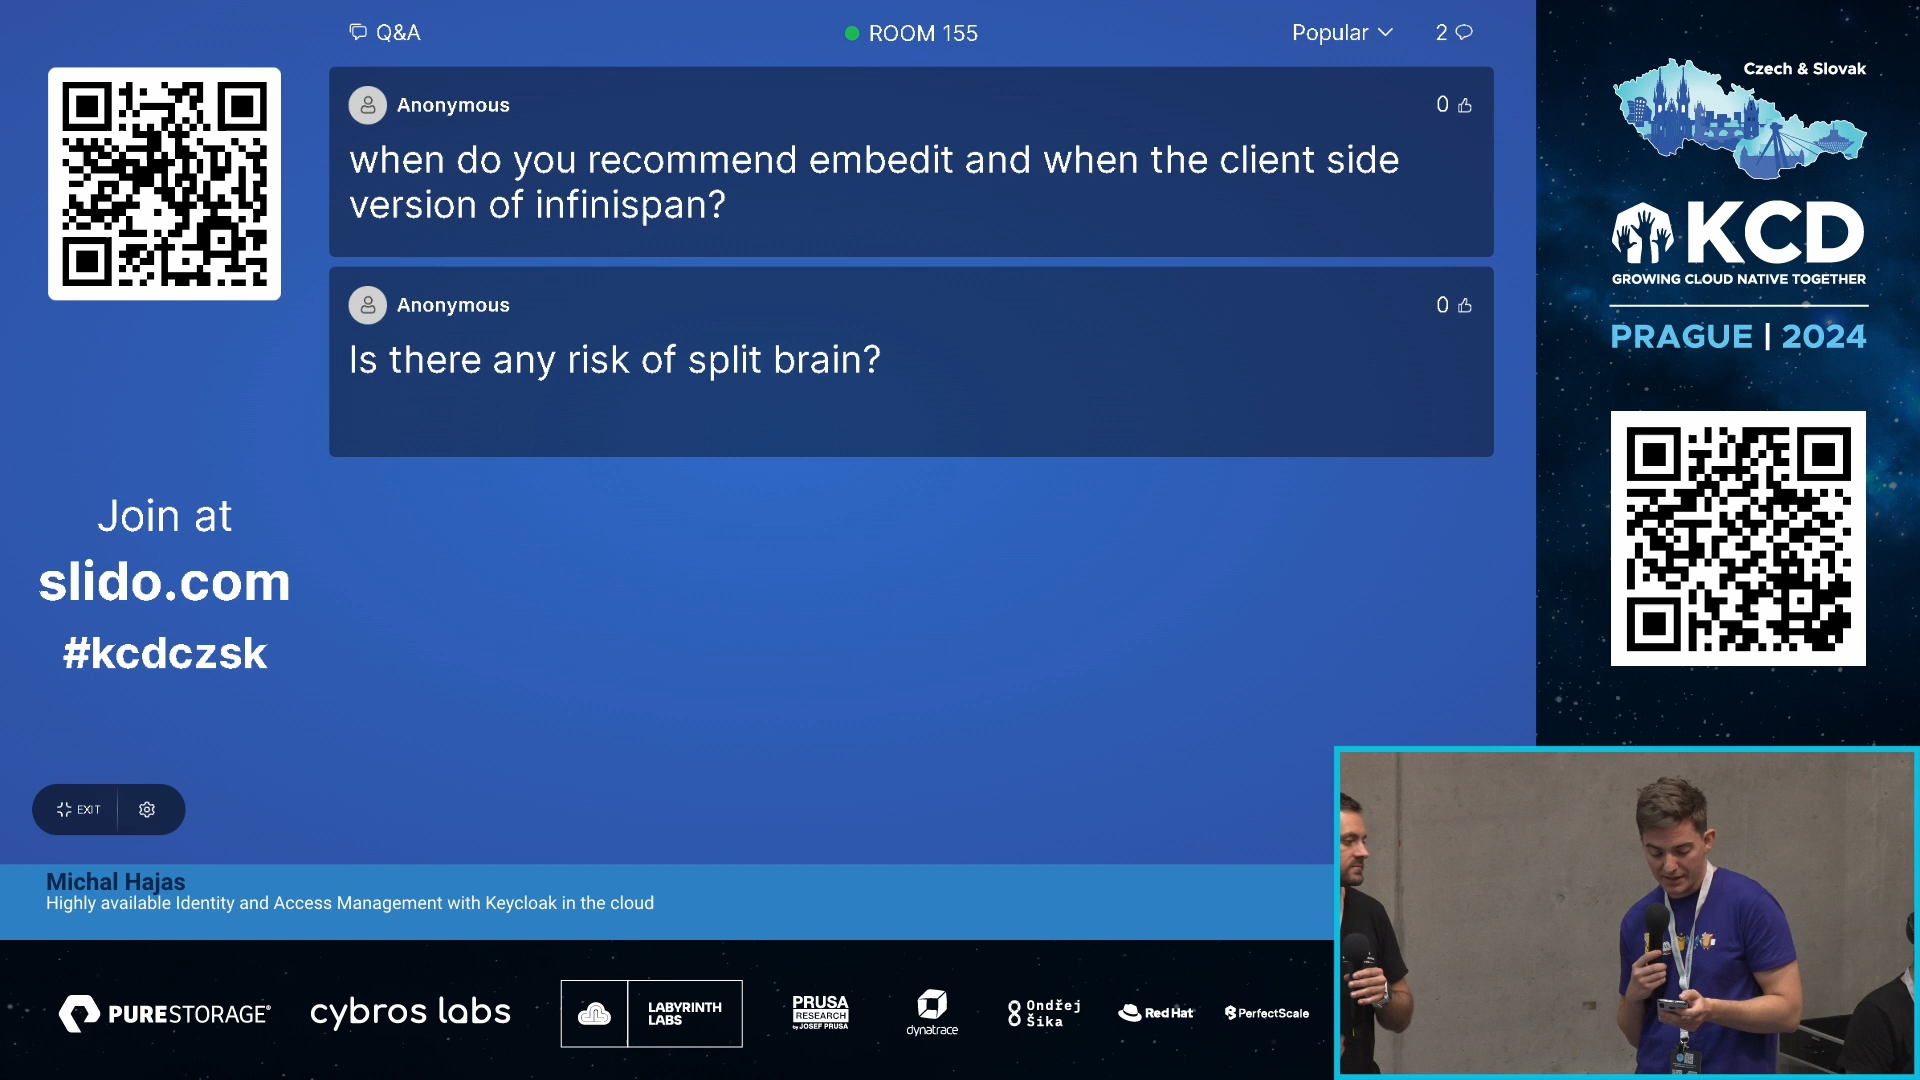 Q&A
ROOM 155
Popular
2
Anonymous
0
when do you recommend embedit and when the client side
version of infinispan?
Anonymous
0
Is there any risk of split brain?
Join at
slido.com
#kcdczsk
EXIT
Czech & Slovak
KCD
GROWING CLOUD NATIVE TOGETHER
PRAGUE | 2024
Michal Hajas
Highly available Identity and Access Management with Keycloak in the cloud
PURESTORAGE®
cybros labs
LABYRINTH
LABS
PRUSA
RESEARCH
by JOSEF PRUSA
dynatrace
Ondřej
Šika
Red Hat
PerfectScale